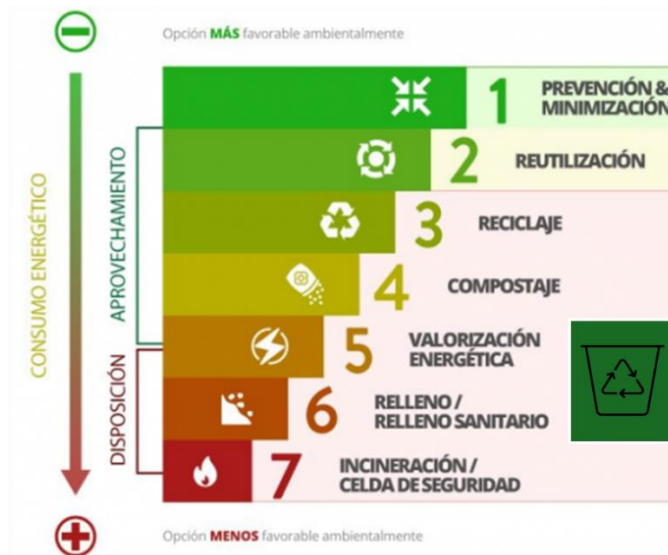 Opción MÁS favorable ambientalmente
CONSUMO ENERGÉTICO
APROVECHAMIENTO
DISPOSICIÓN
1 PREVENCIÓN &
MINIMIZACIÓN
2 REUTILIZACIÓN
3 RECICLAJE
4 COMPOSTAJE
5 VALORIZACIÓN
ENERGÉTICA
6 RELLENO /
RELLENO SANITARIO
7 INCINERACIÓN /
CELDA DE SEGURIDAD
Opción MENOS favorable ambientalmente